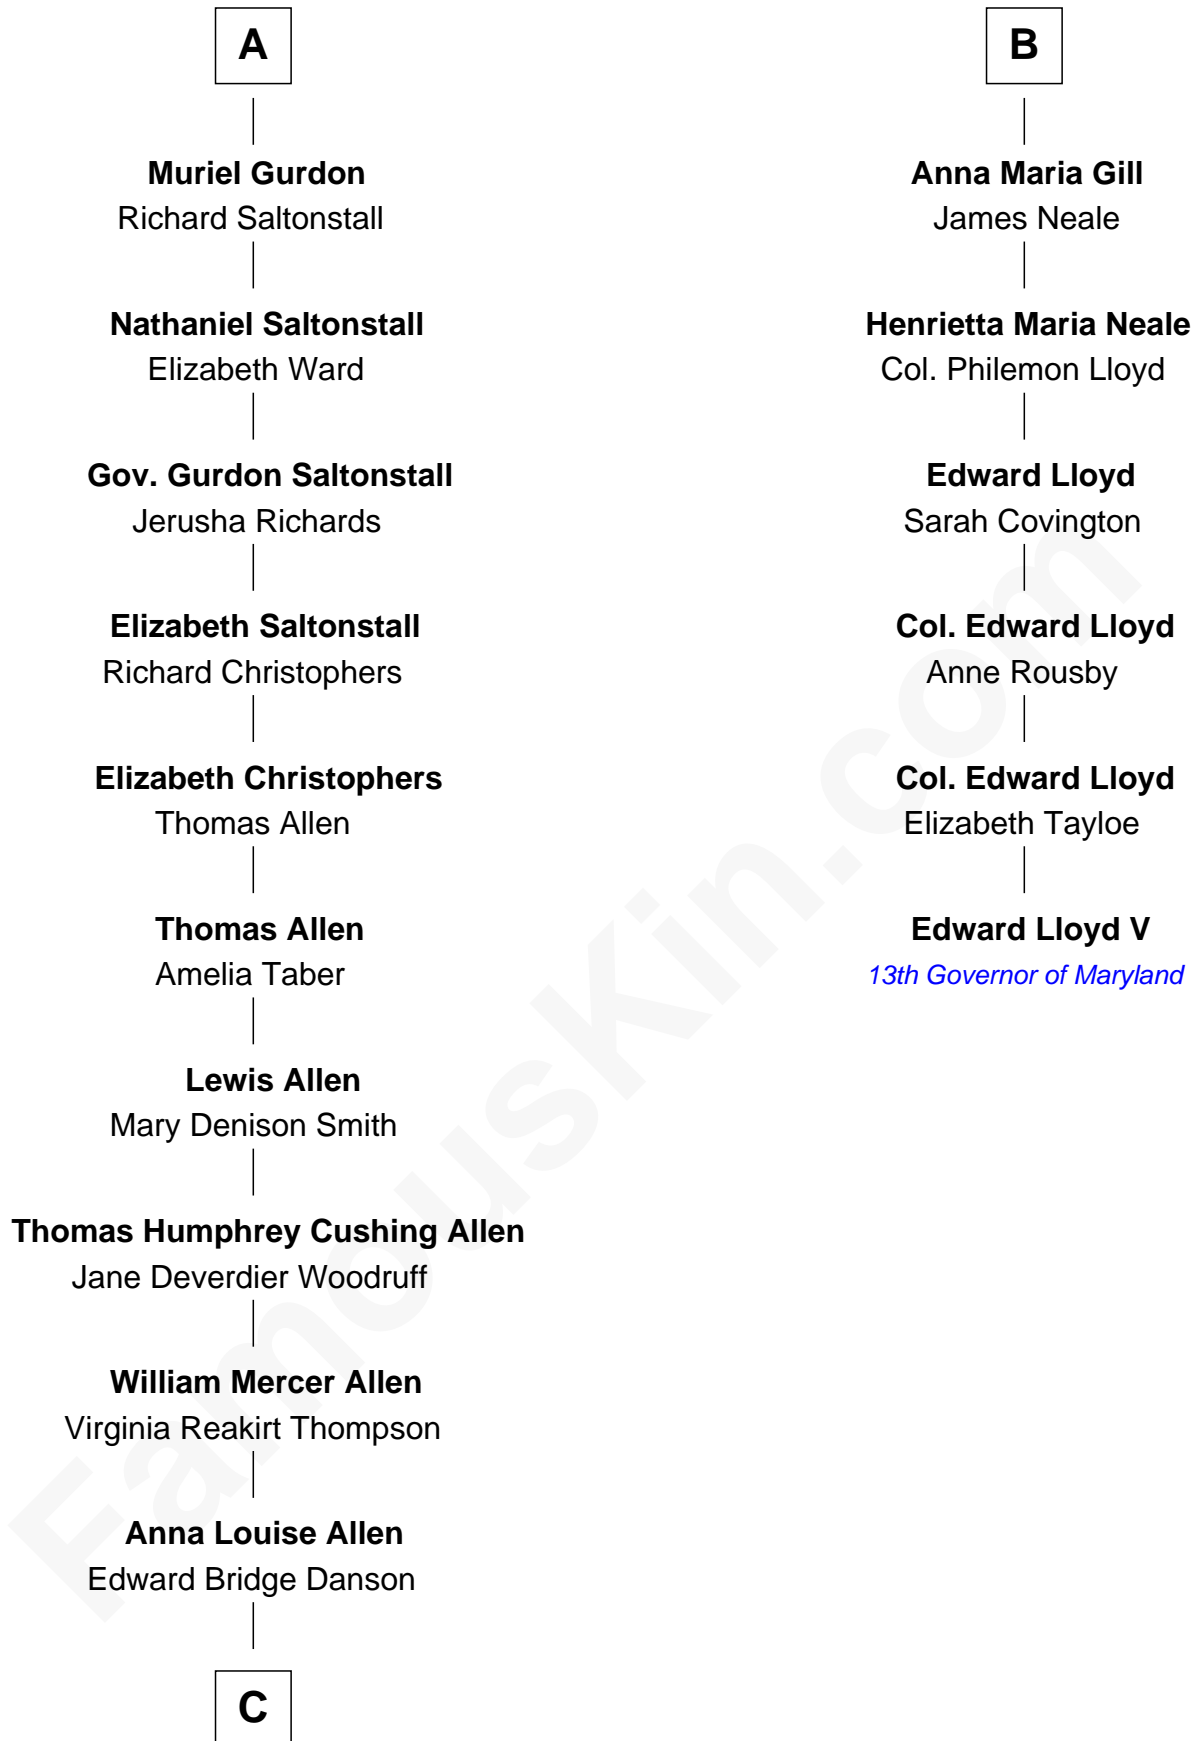 A
Muriel Gurdon
Richard Saltonstall
Nathaniel Saltonstall
Elizabeth Ward
Gov. Gurdon Saltonstall
Jerusha Richards
Elizabeth Saltonstall
Richard Christophers
Elizabeth Christophers
Thomas Allen
Thomas Allen
Amelia Taber
Lewis Allen
Mary Denison Smith
Thomas Humphrey Cushing Allen
Jane Deverdier Woodruff
William Mercer Allen
Virginia Reakirt Thompson
Anna Louise Allen
Edward Bridge Danson
C
B
Anna Maria Gill
James Neale
Henrietta Maria Neale
Col. Philemon Lloyd
Edward Lloyd
Sarah Covington
Col. Edward Lloyd
Anne Rousby
Col. Edward Lloyd
Elizabeth Tayloe
Edward Lloyd V
13th Governor of Maryland
FamousKin.com